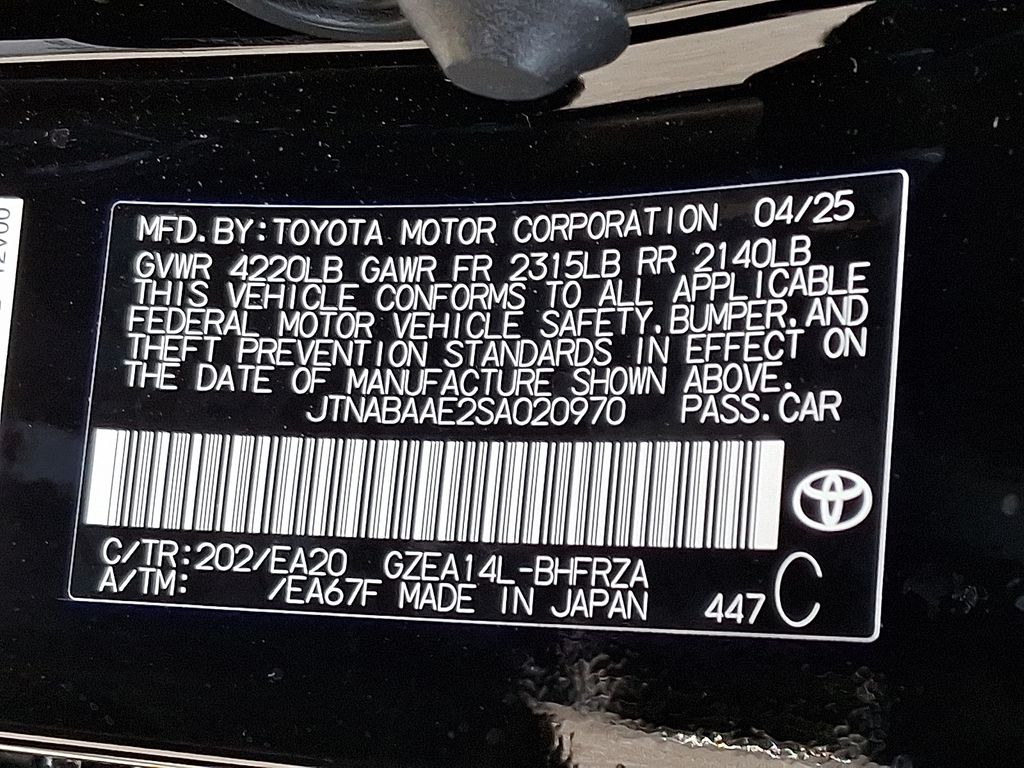 MFD. BY: TOYOTA MOTOR CORPORATION 04/25
GVWR 4220LB GAWR FR 2315LB RR 2140LB
THIS VEHICLE CONFORMS TO ALL APPLICABLE
FEDERAL MOTOR VEHICLE SAFETY, BUMPER, AND
THEFT PREVENTION STANDARDS IN EFFECT ON
THE DATE OF MANUFACTURE SHOWN ABOVE.
JTNABAAE2SA020970 PASS. CAR
C/TR: 202/EA20 GZEA14L-BHFRZA
A/TM: /EA67F MADE IN JAPAN 447 C